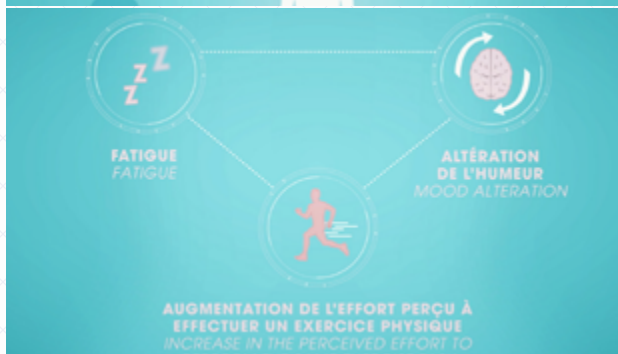 Z
Z
Z
FATIGUE
FATIGUE
ALTÉRATION
DE L'HUMEUR
MOOD ALTERATION
AUGMENTATION DE L'EFFORT PERÇU À
EFFECTUER UN EXERCICE PHYSIQUE
INCREASE IN THE PERCEIVED EFFORT TO